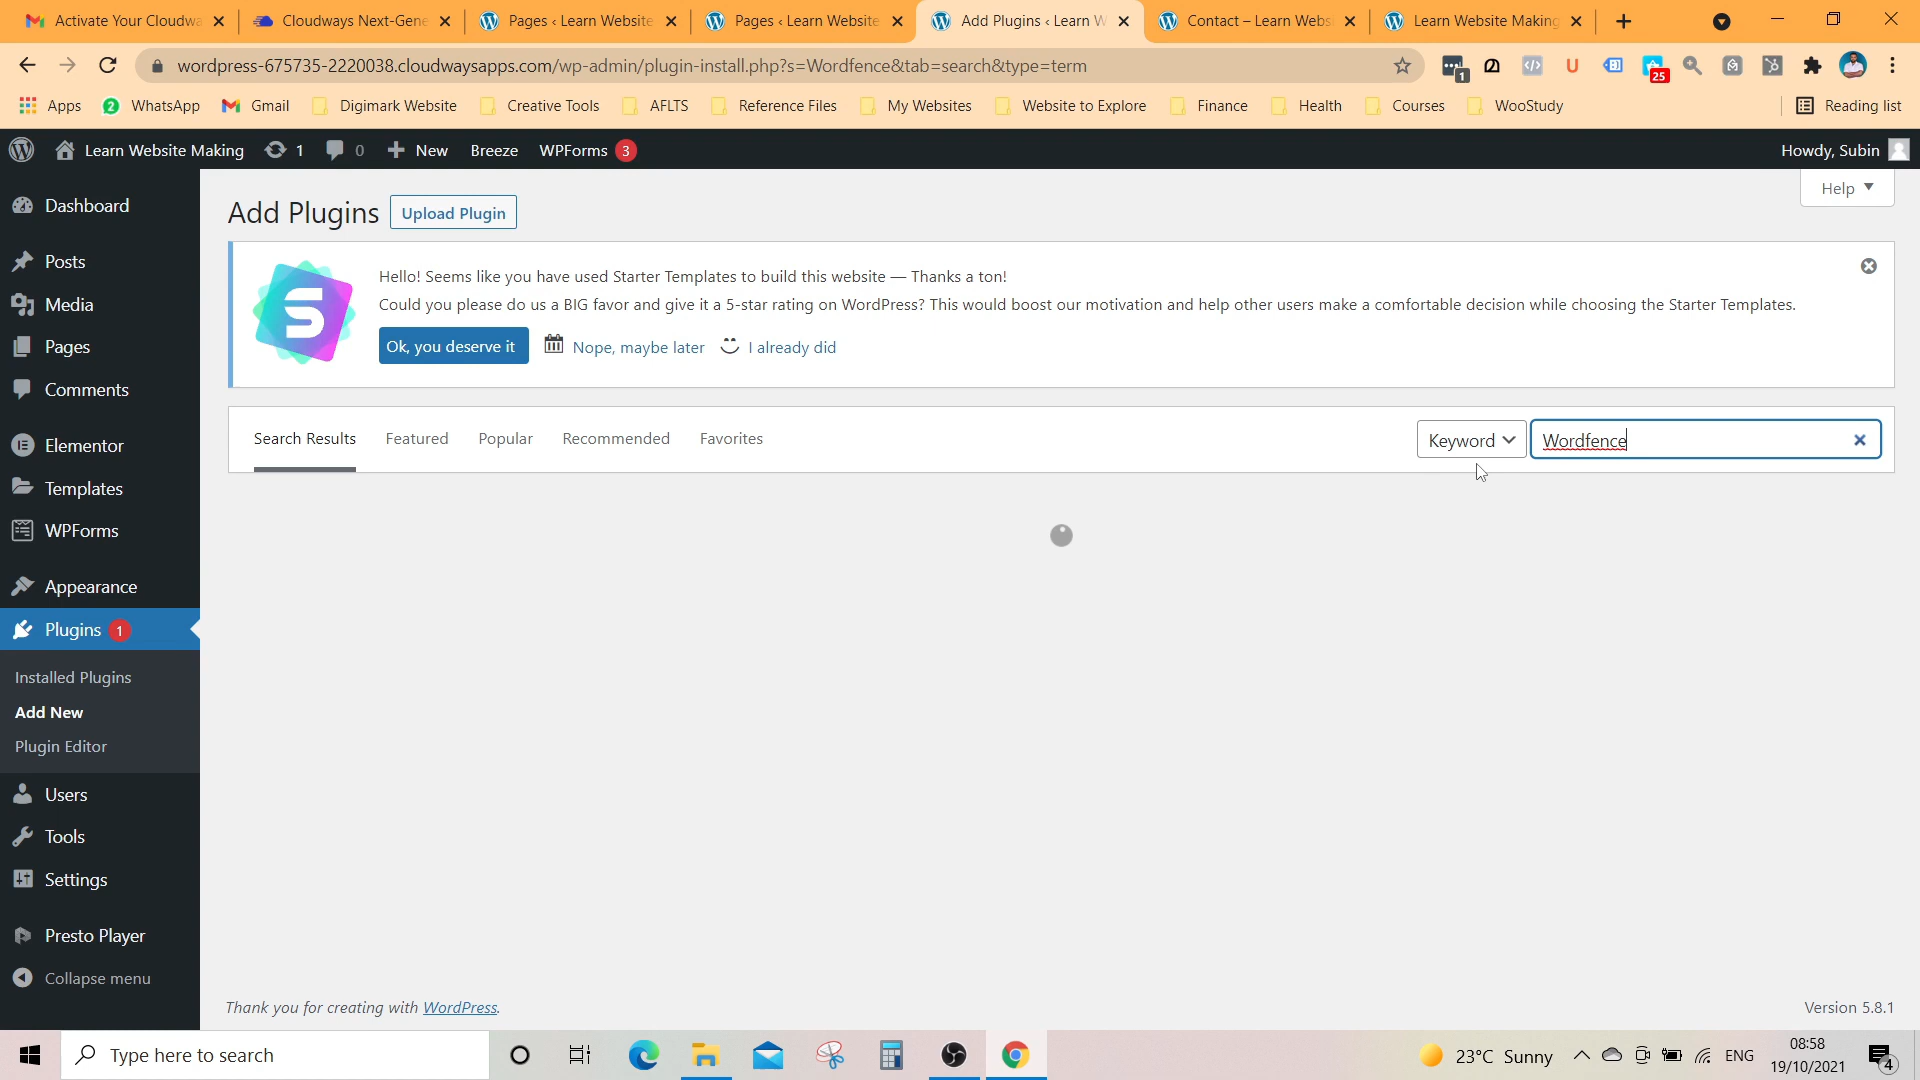 Activate Your Cloudwa
Cloudways Next-Gene
Pages ‹ Learn Website
Pages ‹ Learn Website
Add Plugins ‹ Learn W
Contact – Learn Webs
Learn Website Making
wordpress-675735-2220038.cloudwaysapps.com/wp-admin/plugin-install.php?s=Wordfence&tab=search&type=term
1
25
Apps
2
WhatsApp
Gmail
Digimark Website
Creative Tools
AFLTS
Reference Files
My Websites
Website to Explore
Finance
Health
Courses
WooStudy
Reading list
Learn Website Making
1
0
New
Breeze
WPForms 3
Howdy, Subin
Dashboard
Posts
Media
Pages
Comments
Elementor
Templates
WPForms
Appearance
Plugins 1
Installed Plugins
Add New
Plugin Editor
Users
Tools
Settings
Presto Player
Collapse menu
Help
Add Plugins
Upload Plugin
Hello! Seems like you have used Starter Templates to build this website — Thanks a ton!
Could you please do us a BIG favor and give it a 5-star rating on WordPress? This would boost our motivation and help other users make a comfortable decision while choosing the Starter Templates.
Ok, you deserve it
Nope, maybe later
I already did
Search Results
Featured
Popular
Recommended
Favorites
Keyword
Wordfence
Thank you for creating with WordPress.
Version 5.8.1
Type here to search
23°C Sunny
ENG
08:58
19/10/2021
4